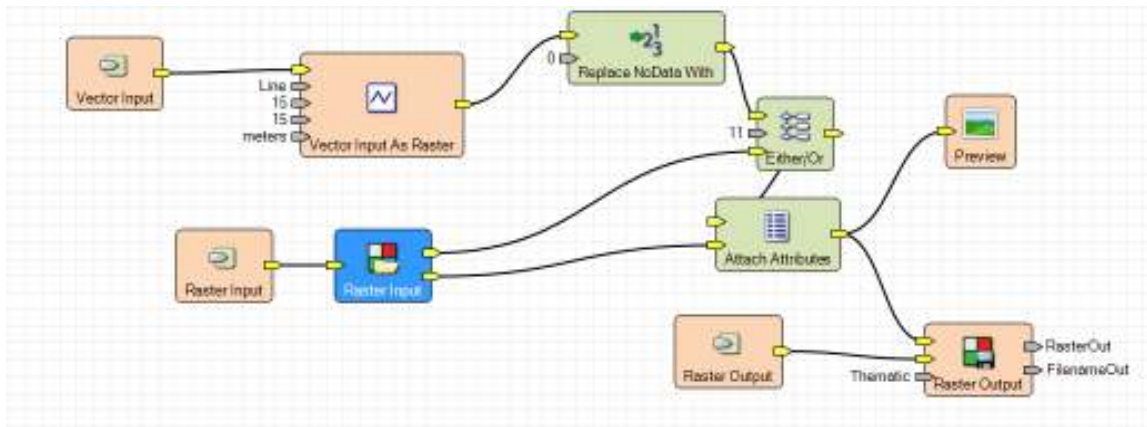 Vector Input
Line
15
15
meters
Vector Input As Raster
0
Replace NoData With
11
Either/Or
Preview
Raster Input
Raster Input
Attach Attributes
Raster Output
Thematic
Raster Output
RasterOut
FilenameOut